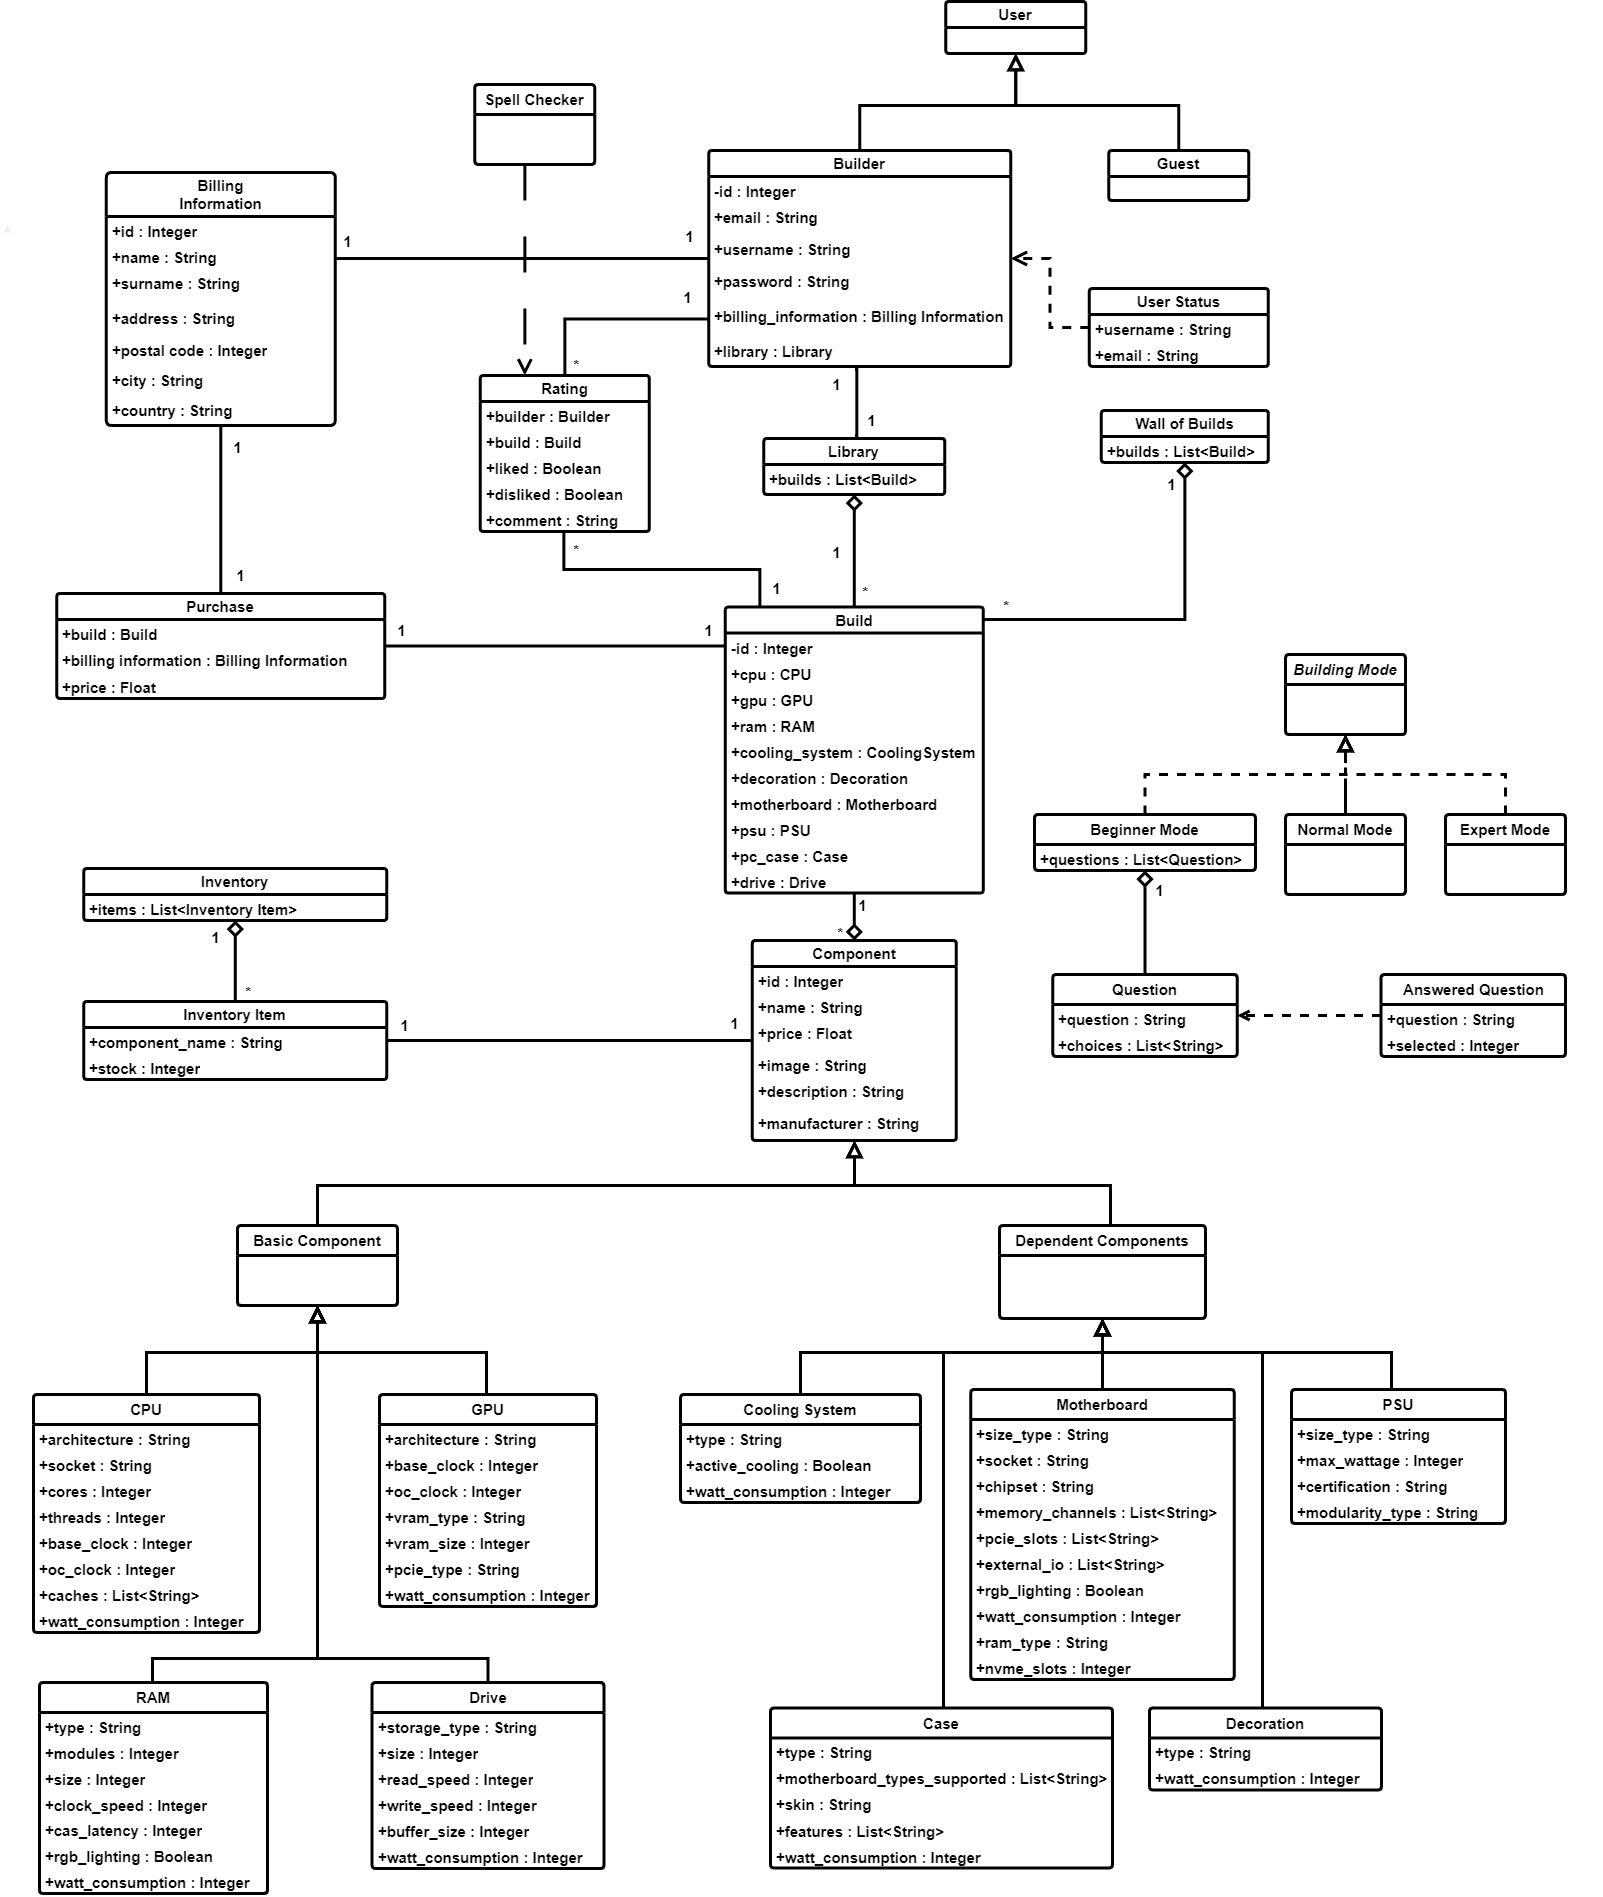 User
Spell Checker
Builder
-id : Integer
+email : String
+username : String
+password : String
+billing_information : Billing Information
+library : Library
Guest
Billing
Information
+id : Integer
+name : String
+surname : String
+address : String
+postal code : Integer
+city : String
+country : String
1
1
1
*
User Status
+username : String
+email : String
Rating
+builder : Builder
+build : Build
+liked : Boolean
+disliked : Boolean
+comment : String
1
1
Library
+builds : List<Build>
Wall of Builds
+builds : List<Build>
1
1
1
*
1
1
*
*
Purchase
+build : Build
+billing information : Billing Information
+price : Float
1
1
Build
-id : Integer
+cpu : CPU
+gpu : GPU
+ram : RAM
+cooling_system : CoolingSystem
+decoration : Decoration
+motherboard : Motherboard
+psu : PSU
+pc_case : Case
+drive : Drive
Building Mode
Beginner Mode
+questions : List<Question>
Normal Mode
Expert Mode
1
Inventory
+items : List<Inventory Item>
1
*
1
*
Inventory Item
+component_name : String
+stock : Integer
1
1
Component
+id : Integer
+name : String
+price : Float
+image : String
+description : String
+manufacturer : String
Question
+question : String
+choices : List<String>
Answered Question
+question : String
+selected : Integer
Basic Component
Dependent Components
CPU
+architecture : String
+socket : String
+cores : Integer
+threads : Integer
+base_clock : Integer
+oc_clock : Integer
+caches : List<String>
+watt_consumption : Integer
GPU
+architecture : String
+base_clock : Integer
+oc_clock : Integer
+vram_type : String
+vram_size : Integer
+pcie_type : String
+watt_consumption : Integer
Cooling System
+type : String
+active_cooling : Boolean
+watt_consumption : Integer
Motherboard
+size_type : String
+socket : String
+chipset : String
+memory_channels : List<String>
+pcie_slots : List<String>
+external_io : List<String>
+rgb_lighting : Boolean
+watt_consumption : Integer
+ram_type : String
+nvme_slots : Integer
PSU
+size_type : String
+max_wattage : Integer
+certification : String
+modularity_type : String
RAM
+type : String
+modules : Integer
+size : Integer
+clock_speed : Integer
+cas_latency : Integer
+rgb_lighting : Boolean
+watt_consumption : Integer
Drive
+storage_type : String
+size : Integer
+read_speed : Integer
+write_speed : Integer
+buffer_size : Integer
+watt_consumption : Integer
Case
+type : String
+motherboard_types_supported : List<String>
+skin : String
+features : List<String>
+watt_consumption : Integer
Decoration
+type : String
+watt_consumption : Integer